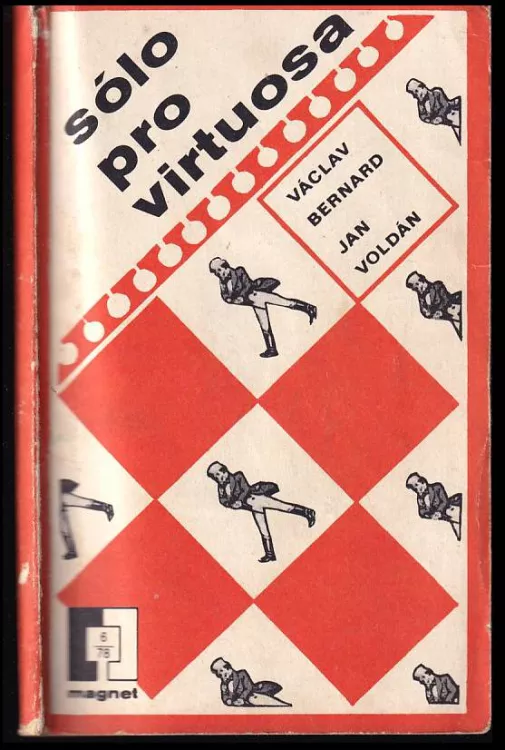 sólo
pro
virtuosa
VÁCLAV
BERNARD
JAN
VOLDÁN
6
78
magnet